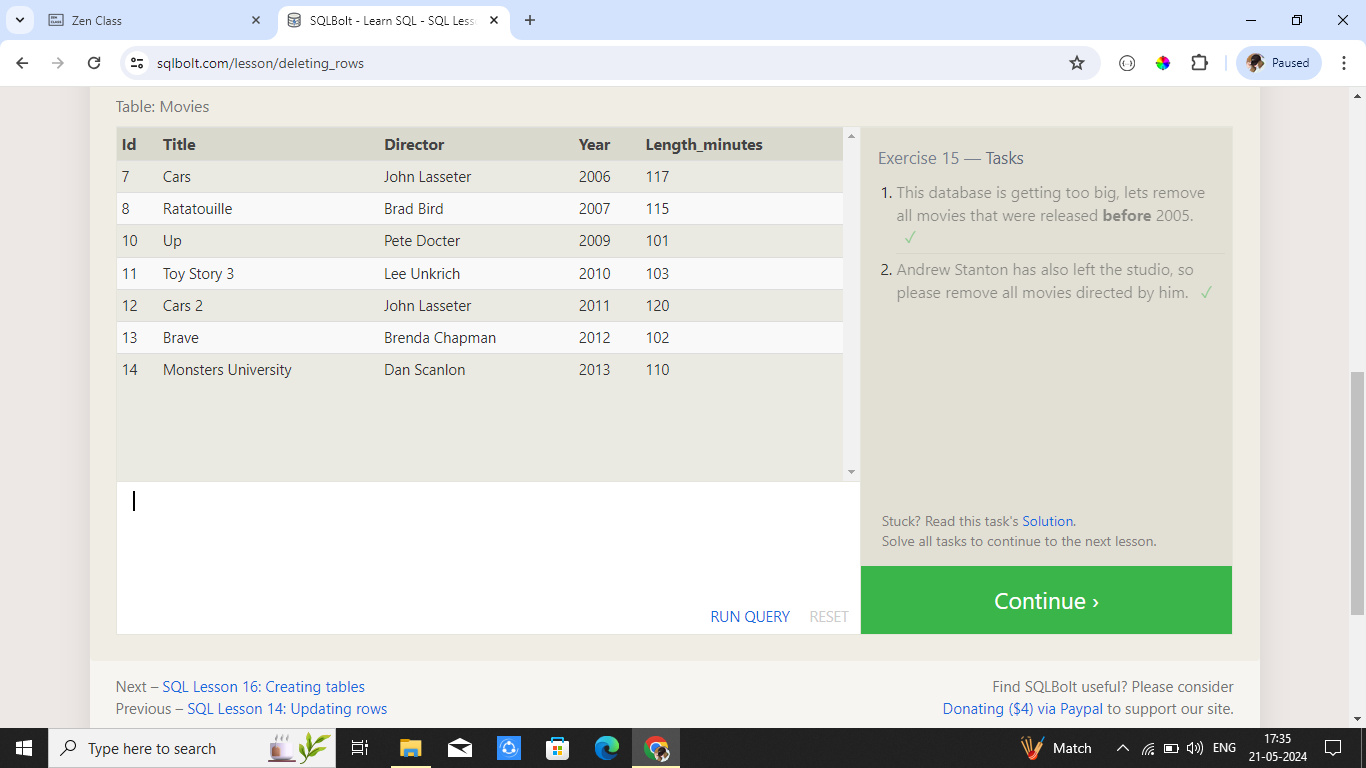 Zen Class
SQLBolt - Learn SQL - SQL Less
sqlbolt.com/lesson/deleting_rows
Paused
Table: Movies
Id Title Director Year Length_minutes
7 Cars John Lasseter 2006 117
8 Ratatouille Brad Bird 2007 115
10 Up Pete Docter 2009 101
11 Toy Story 3 Lee Unkrich 2010 103
12 Cars 2 John Lasseter 2011 120
13 Brave Brenda Chapman 2012 102
14 Monsters University Dan Scanlon 2013 110
Exercise 15 — Tasks
1. This database is getting too big, lets remove
all movies that were released before 2005.
✓
2. Andrew Stanton has also left the studio, so
please remove all movies directed by him. ✓
Stuck? Read this task's Solution.
Solve all tasks to continue to the next lesson.
RUN QUERY RESET
Continue ›
Next – SQL Lesson 16: Creating tables
Previous – SQL Lesson 14: Updating rows
Find SQLBolt useful? Please consider
Donating ($4) via Paypal to support our site.
Type here to search
Match
ENG
17:35
21-05-2024